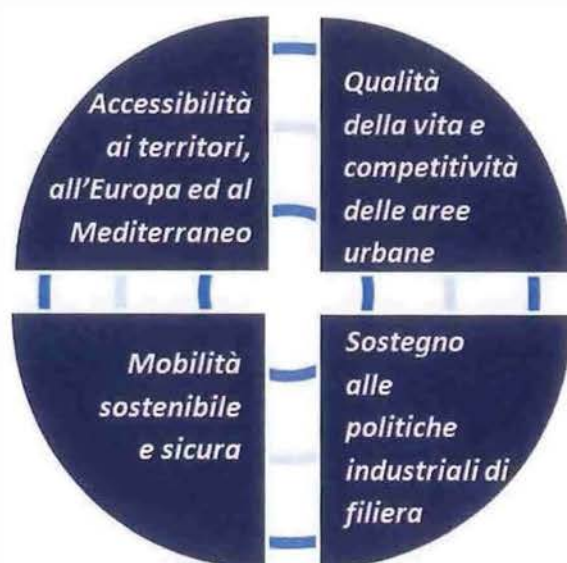 Accessibilità
ai territori,
all'Europa ed al
Mediterraneo
Qualità
della vita e
competitività
delle aree
urbane
Mobilità
sostenibile
e sicura
Sostegno
alle
politiche
industriali di
filiera